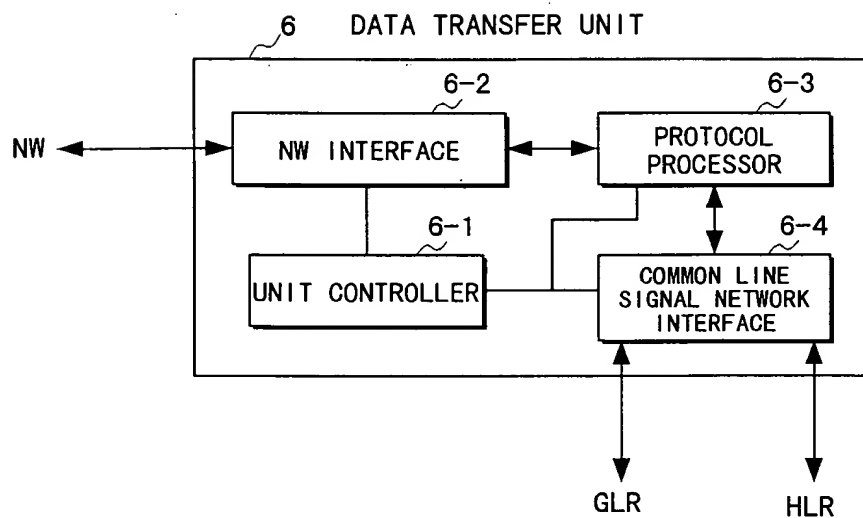 6 DATA TRANSFER UNIT
6-2
6-3
NW
NW INTERFACE
PROTOCOL
PROCESSOR
6-1
6-4
UNIT CONTROLLER
COMMON LINE
SIGNAL NETWORK
INTERFACE
GLR
HLR